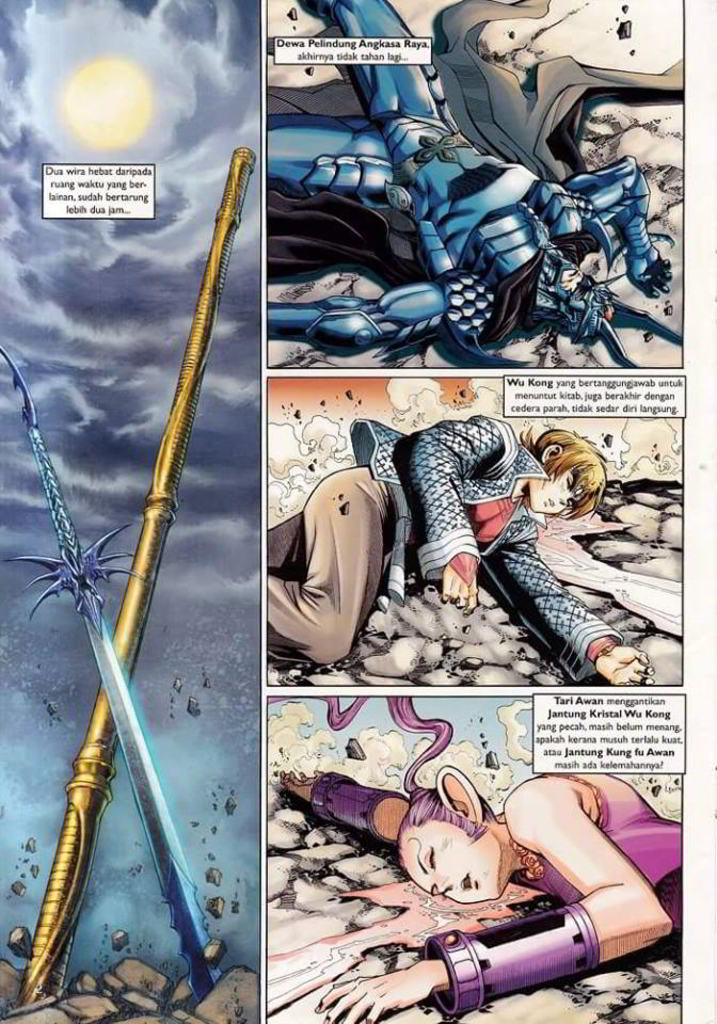 Dua wira hebat daripada
ruang waktu yang ber-
lainan, sudah bertarung
lebih dua jam...
Dewa Pelindung Angkasa Raya,
akhirnya tidak tahan lagi...
Wu Kong yang bertanggungjawab untuk
menuntut kitab, juga berakhir dengan
cedera parah, tidak sedar diri langsung.
Tari Awan menggantikan
Jantung Kristal Wu Kong
yang pecah, masih belum menang,
apakah kerana musuh terlalu kuat,
atau Jantung Kung fu Awan
masih ada kelemahannya?